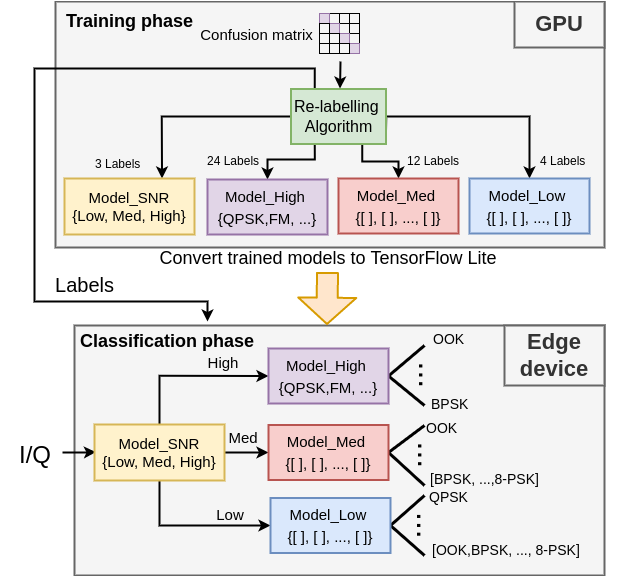 Training phase
GPU
Confusion matrix
Re-labelling
Algorithm
3 Labels
24 Labels
12 Labels
4 Labels
Model_SNR
{Low, Med, High}
Model_High
{QPSK,FM, ...}
Model_Med
{[ ], [ ], ..., [ ]}
Model_Low
{[ ], [ ], ..., [ ]}
Convert trained models to TensorFlow Lite
Labels
Classification phase
Edge
device
High
Model_High
{QPSK,FM, ...}
OOK
BPSK
I/Q
Model_SNR
{Low, Med, High}
Med
Model_Med
{[ ], [ ], ..., [ ]}
OOK
[BPSK, ...,8-PSK]
Low
Model_Low
{[ ], [ ], ..., [ ]}
QPSK
[OOK,BPSK, ..., 8-PSK]